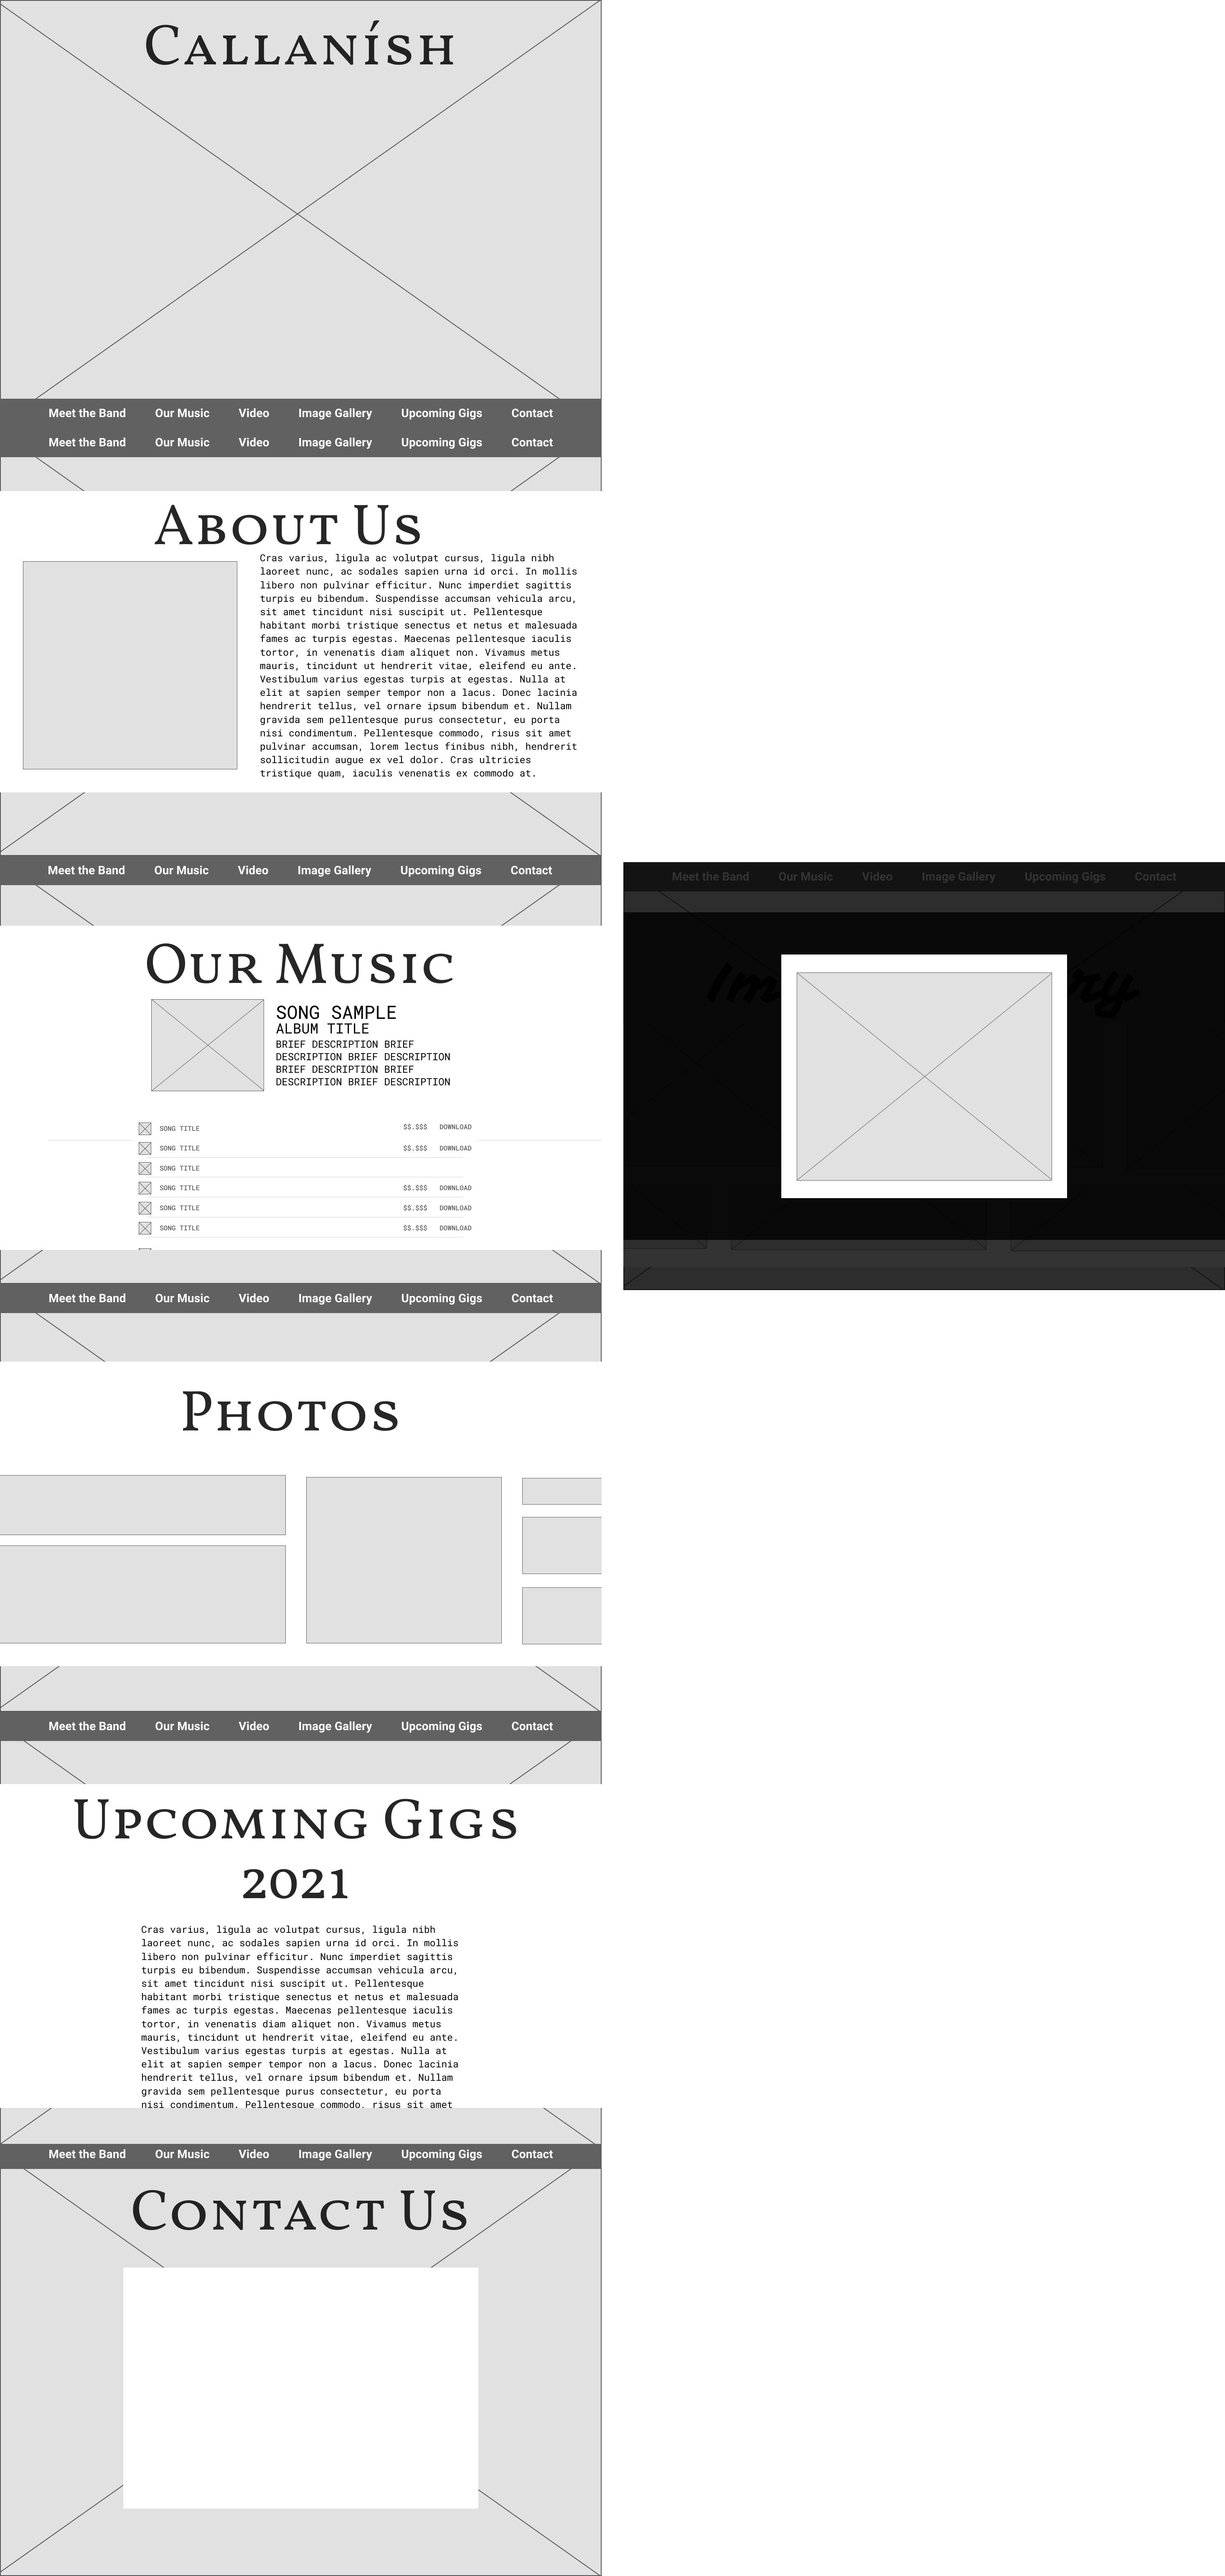 Callanísh
Meet the Band Our Music Video Image Gallery Upcoming Gigs Contact
Meet the Band Our Music Video Image Gallery Upcoming Gigs Contact
About Us
Cras varius, ligula ac volutpat cursus, ligula nibh
laoreet nunc, ac sodales sapien urna id orci. In mollis
libero non pulvinar efficitur. Nunc imperdiet sagittis
turpis eu bibendum. Suspendisse accumsan vehicula arcu,
sit amet tincidunt nisi suscipit ut. Pellentesque
habitant morbi tristique senectus et netus et malesuada
fames ac turpis egestas. Maecenas pellentesque iaculis
tortor, in venenatis diam aliquet non. Vivamus metus
mauris, tincidunt ut hendrerit vitae, eleifend eu ante.
Vestibulum varius egestas turpis at egestas. Nulla at
elit at sapien semper tempor non a lacus. Donec lacinia
hendrerit tellus, vel ornare ipsum bibendum et. Nullam
gravida sem pellentesque purus consectetur, eu porta
nisi condimentum. Pellentesque commodo, risus sit amet
pulvinar accumsan, lorem lectus finibus nibh, hendrerit
sollicitudin augue ex vel dolor. Cras ultricies
tristique quam, iaculis venenatis ex commodo at.
Meet the Band Our Music Video Image Gallery Upcoming Gigs Contact
Our Music
SONG SAMPLE
ALBUM TITLE
BRIEF DESCRIPTION BRIEF
DESCRIPTION BRIEF DESCRIPTION
BRIEF DESCRIPTION BRIEF
DESCRIPTION BRIEF DESCRIPTION
SONG TITLE $$.$$$ DOWNLOAD
SONG TITLE $$.$$$ DOWNLOAD
SONG TITLE
SONG TITLE $$.$$$ DOWNLOAD
SONG TITLE $$.$$$ DOWNLOAD
SONG TITLE $$.$$$ DOWNLOAD
Meet the Band Our Music Video Image Gallery Upcoming Gigs Contact
Photos
Meet the Band Our Music Video Image Gallery Upcoming Gigs Contact
Upcoming Gigs
2021
Cras varius, ligula ac volutpat cursus, ligula nibh
laoreet nunc, ac sodales sapien urna id orci. In mollis
libero non pulvinar efficitur. Nunc imperdiet sagittis
turpis eu bibendum. Suspendisse accumsan vehicula arcu,
sit amet tincidunt nisi suscipit ut. Pellentesque
habitant morbi tristique senectus et netus et malesuada
fames ac turpis egestas. Maecenas pellentesque iaculis
tortor, in venenatis diam aliquet non. Vivamus metus
mauris, tincidunt ut hendrerit vitae, eleifend eu ante.
Vestibulum varius egestas turpis at egestas. Nulla at
elit at sapien semper tempor non a lacus. Donec lacinia
hendrerit tellus, vel ornare ipsum bibendum et. Nullam
gravida sem pellentesque purus consectetur, eu porta
nisi condimentum. Pellentesque commodo, risus sit amet
Meet the Band Our Music Video Image Gallery Upcoming Gigs Contact
Contact Us
Meet the Band Our Music Video Image Gallery Upcoming Gigs Contact